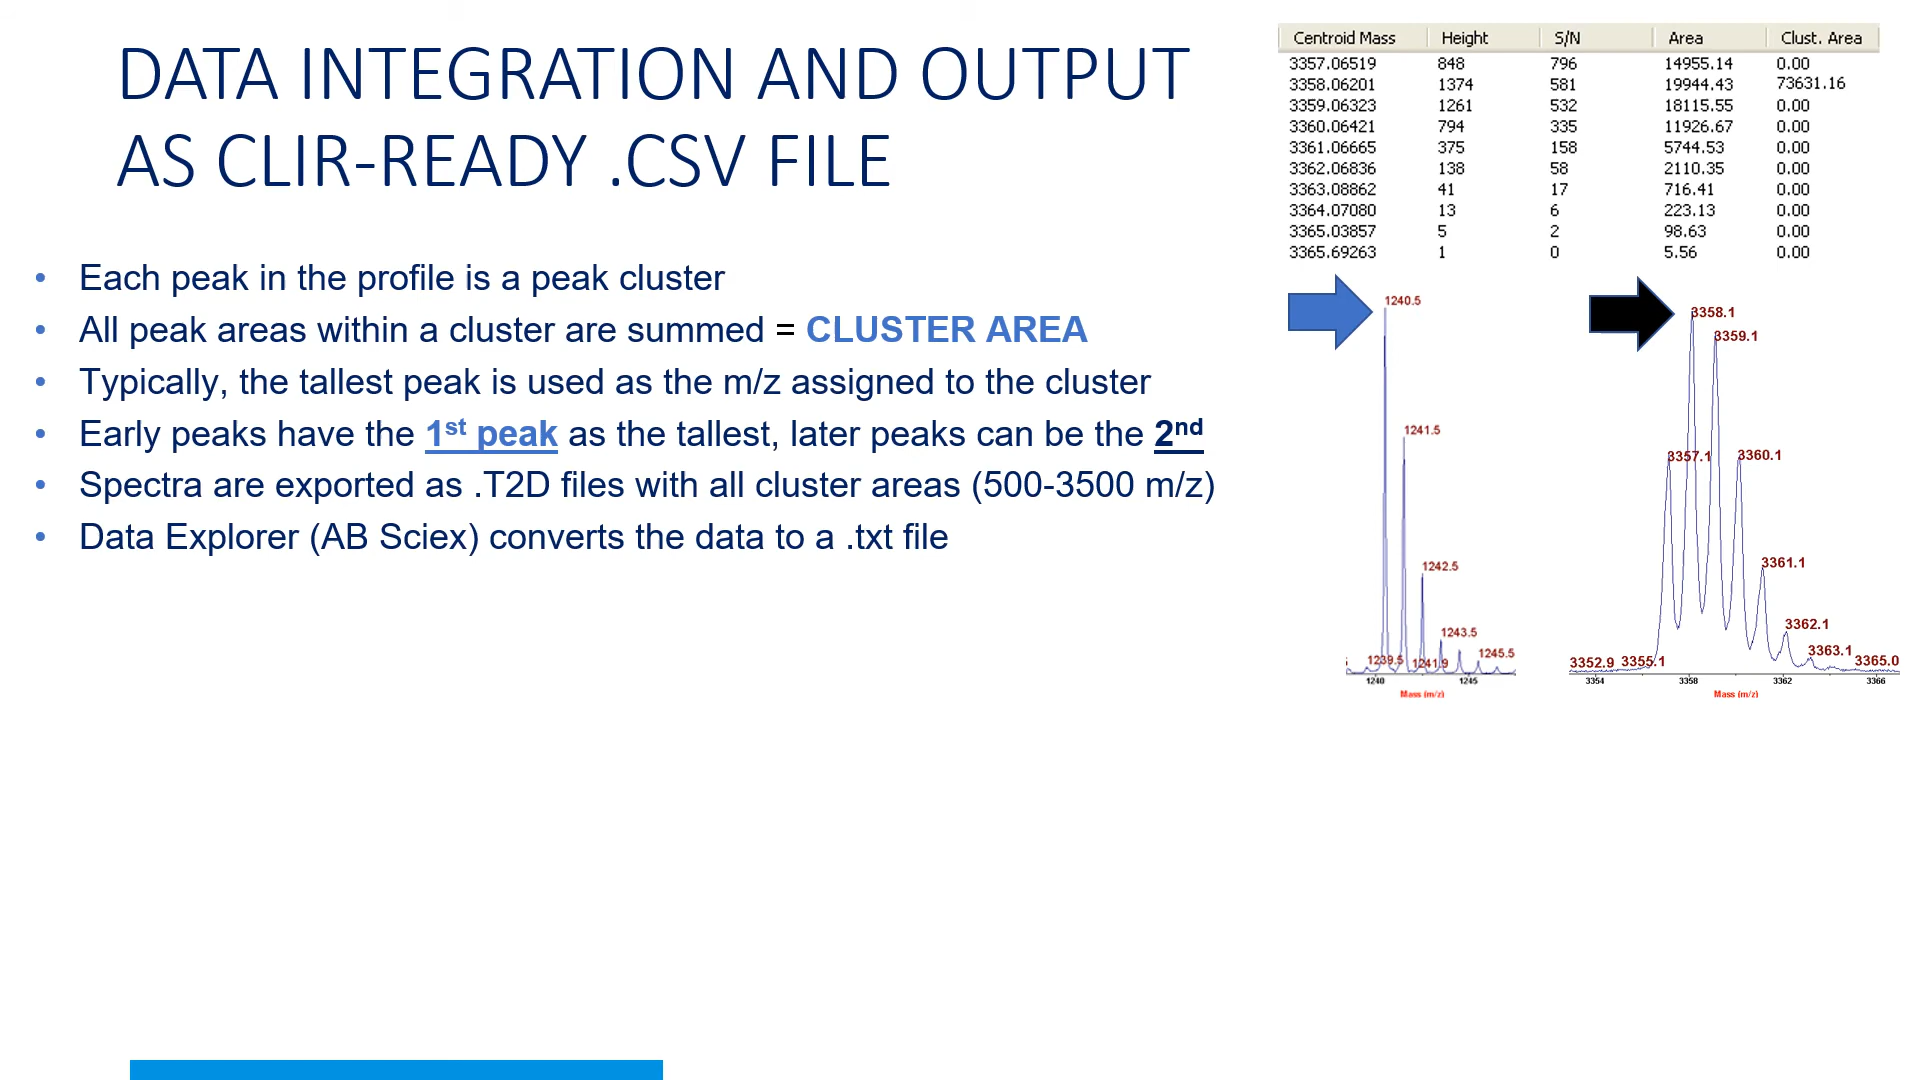 DATA INTEGRATION AND OUTPUT
AS CLIR-READY .CSV FILE
• Each peak in the profile is a peak cluster
• All peak areas within a cluster are summed = CLUSTER AREA
• Typically, the tallest peak is used as the m/z assigned to the cluster
• Early peaks have the 1st peak as the tallest, later peaks can be the 2nd
• Spectra are exported as .T2D files with all cluster areas (500-3500 m/z)
• Data Explorer (AB Sciex) converts the data to a .txt file
Centroid Mass Height S/N Area Clust. Area
3357.06519 848 796 14955.14 0.00
3358.06201 1374 581 19944.43 73631.16
3359.06323 1261 532 18115.55 0.00
3360.06421 794 335 11926.67 0.00
3361.06665 375 158 5744.53 0.00
3362.06836 138 58 2110.35 0.00
3363.08862 41 17 716.41 0.00
3364.07080 13 6 223.13 0.00
3365.03857 5 2 98.63 0.00
3365.69263 1 0 5.56 0.00
1240.5
1241.5
1242.5
1243.5
1245.5
1239.5 1241.9
1240 1245
Mass (m/z)
3358.1
3359.1
3357.1 3360.1
3361.1
3362.1
3363.1
3352.9 3355.1 3365.0
3354 3358 3362 3366
Mass (m/z)